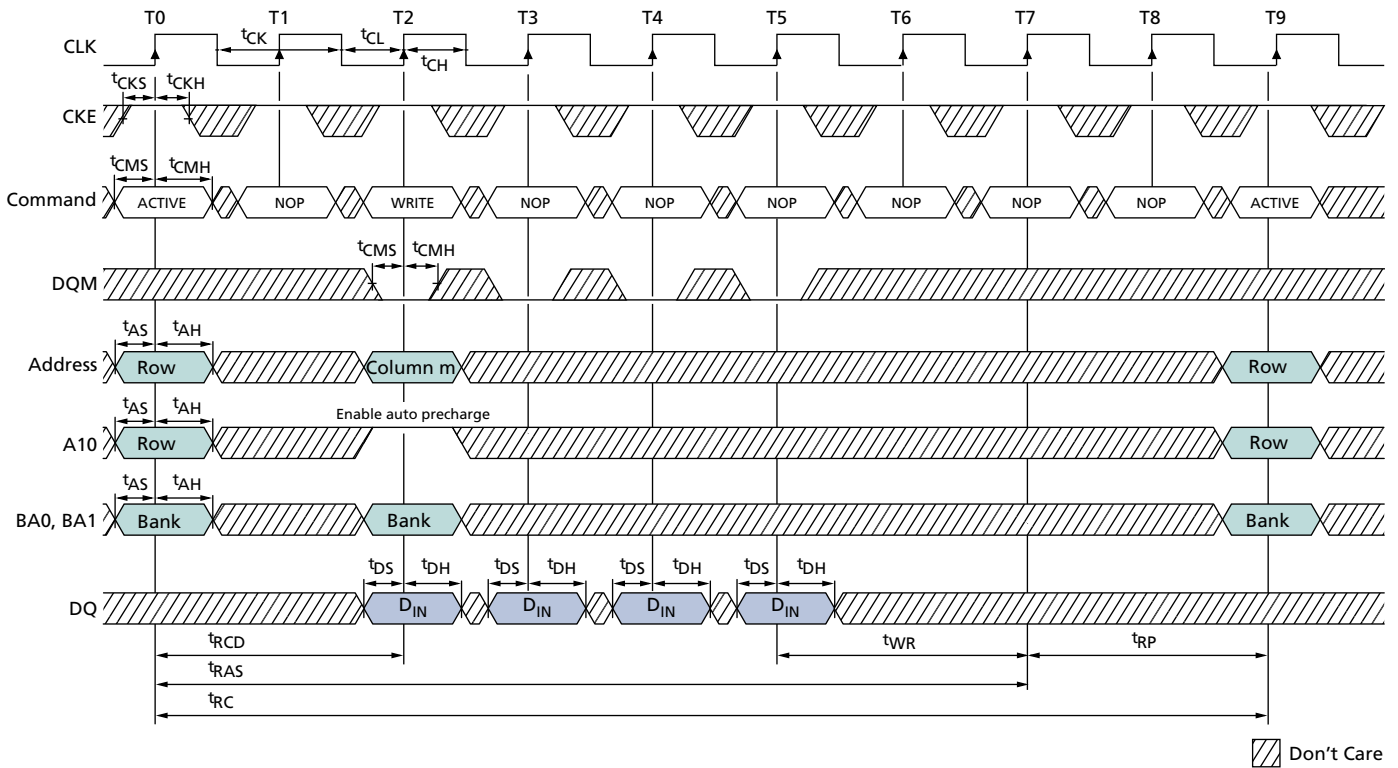 T0 T1 T2 T3 T4 T5 T6 T7 T8 T9
CLK
tCK tCL
tCH
tCKS tCKH
CKE
tCMS tCMH
Command ACTIVE NOP WRITE NOP NOP NOP NOP NOP NOP ACTIVE
tCMS tCMH
DQM
tAS tAH
Address Row Column m Row
tAS tAH
Enable auto precharge
A10 Row Row
tAS tAH
BA0, BA1 Bank Bank Bank
tDS tDH tDS tDH tDS tDH tDS tDH
DQ DIN DIN DIN DIN
tRCD tWR tRP
tRAS
tRC
Don't Care